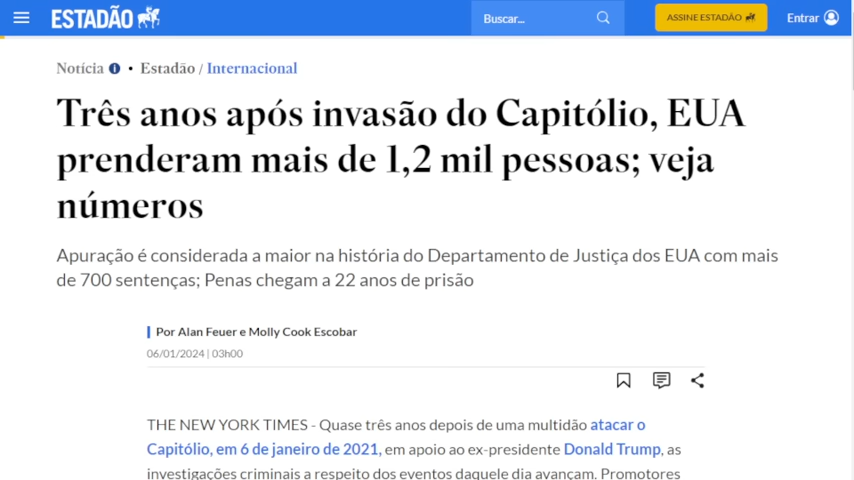 ESTADÃO
Buscar...
ASSINE ESTADÃO
Entrar
Notícia • Estadão / Internacional
Três anos após invasão do Capitólio, EUA
prenderam mais de 1,2 mil pessoas; veja
números
Apuração é considerada a maior na história do Departamento de Justiça dos EUA com mais
de 700 sentenças; Penas chegam a 22 anos de prisão
Por Alan Feuer e Molly Cook Escobar
06/01/2024 | 03h00
THE NEW YORK TIMES - Quase três anos depois de uma multidão atacar o
Capitólio, em 6 de janeiro de 2021, em apoio ao ex-presidente Donald Trump, as
investigações criminais a respeito dos eventos daquele dia avançam. Promotores